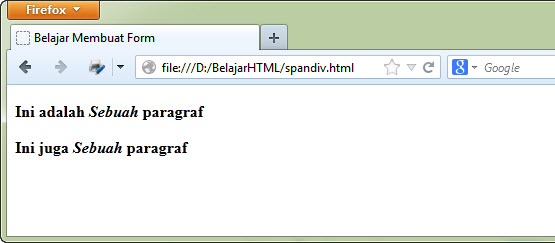 Firefox
Belajar Membuat Form
file:///D:/BelajarHTML/spandiv.html
Google
Ini adalah Sebuah paragraf
Ini juga Sebuah paragraf